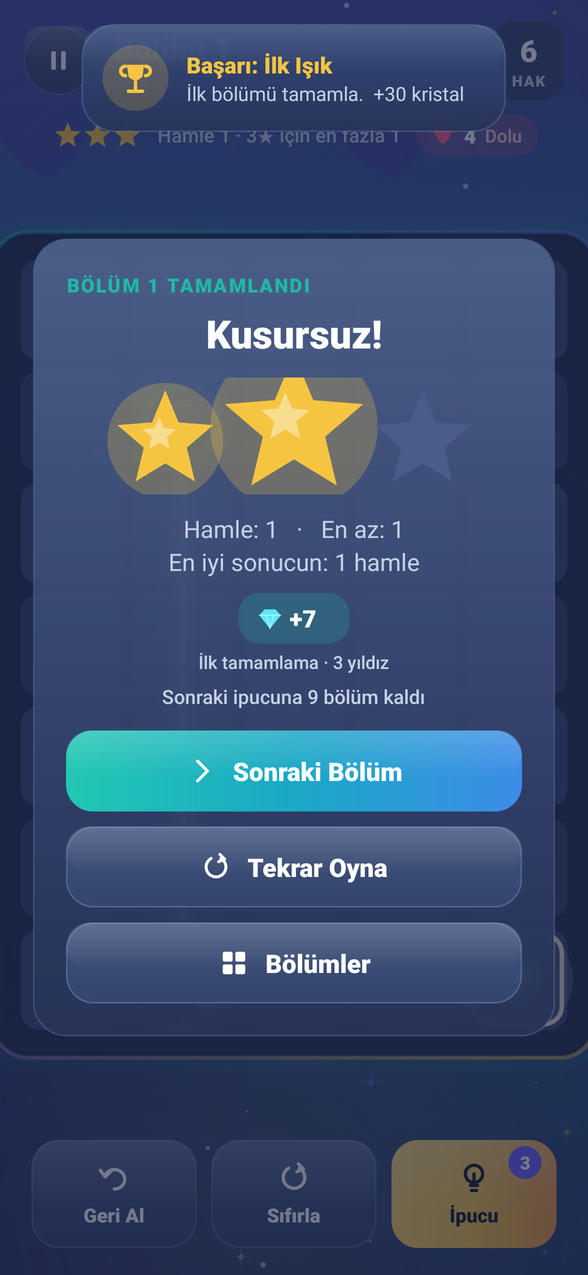 Başarı: İlk Işık
İlk bölümü tamamla. +30 kristal
6
HAK
Hamle 1 · 3★ için en fazla 1
4 Dolu
BÖLÜM 1 TAMAMLANDI
Kusursuz!
Hamle: 1 · En az: 1
En iyi sonucun: 1 hamle
+7
İlk tamamlama · 3 yıldız
Sonraki ipucuna 9 bölüm kaldı
Sonraki Bölüm
Tekrar Oyna
Bölümler
Geri Al
Sıfırla
3
İpucu